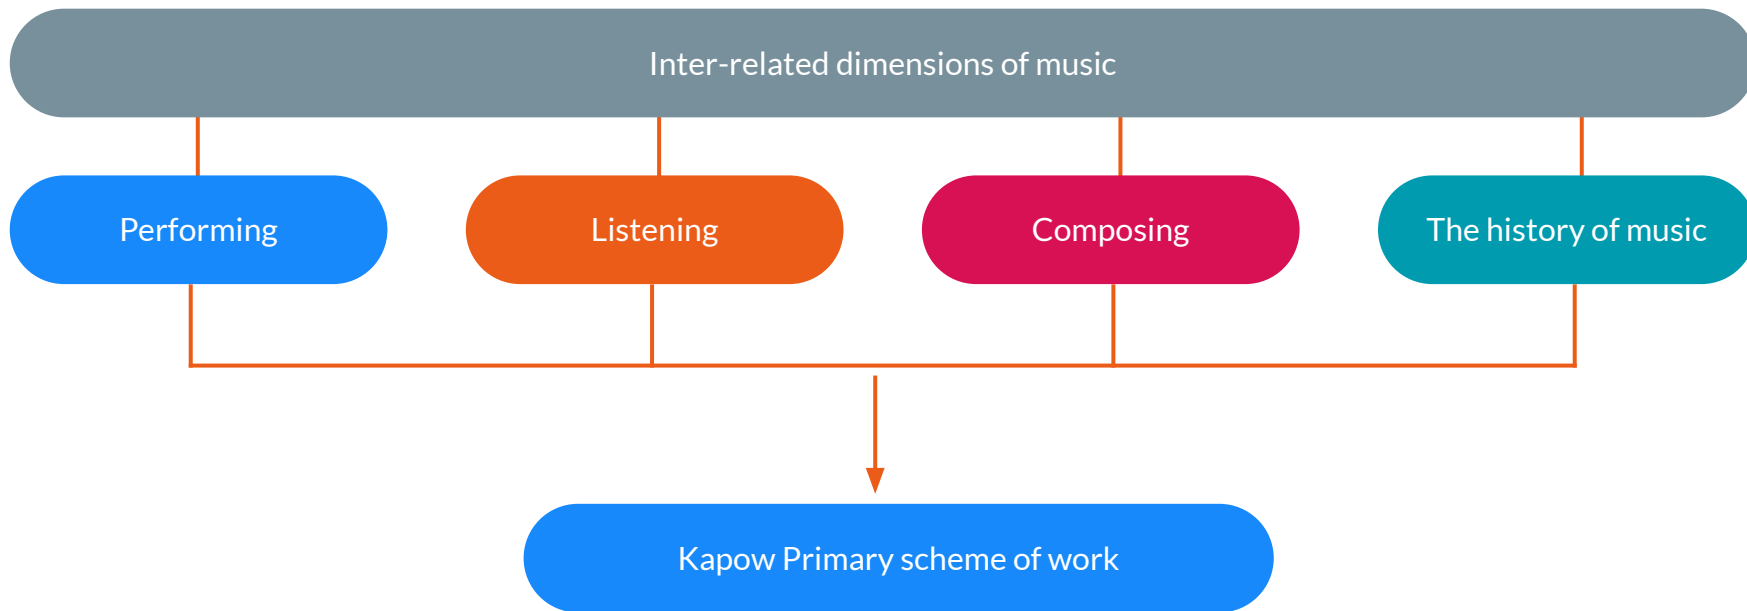 Inter-related dimensions of music
Performing
Listening
Composing
The history of music
Kapow Primary scheme of work